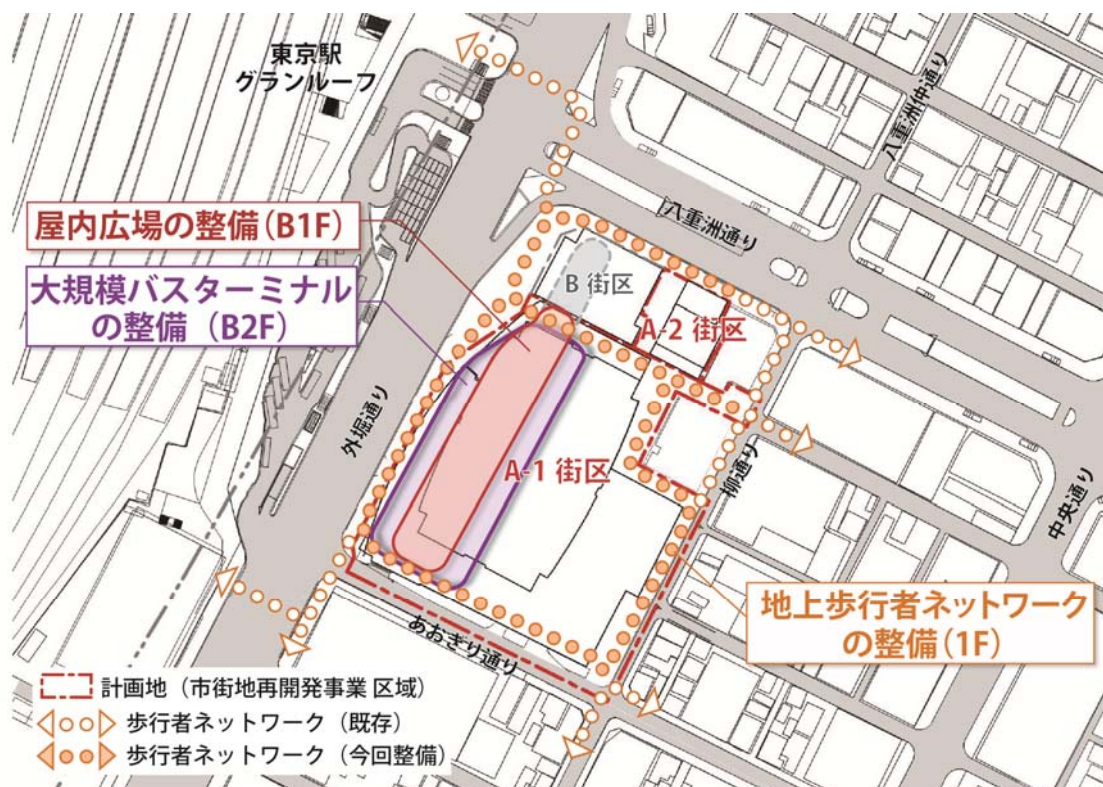 東京駅
グランルーフ
八重洲仲通り
屋内広場の整備(B1F)
八重洲通り
大規模バスターミナル
の整備（B2F）
B 街区
A-2 街区
外堀通り
A-1 街区
柳通り
中央通り
地上歩行者ネットワーク
の整備(1F)
あおぎり通り
計画地（市街地再開発事業 区域）
歩行者ネットワーク（既存）
歩行者ネットワーク（今回整備）